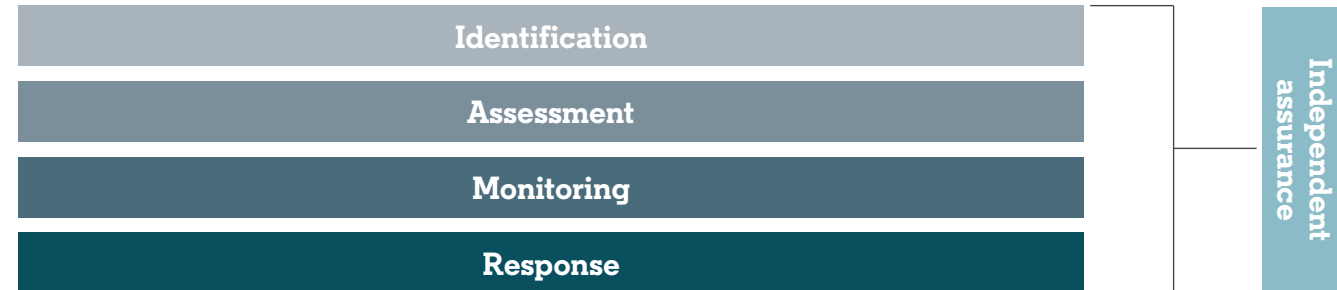 Identification
Assessment
Monitoring
Response
Independent
assurance